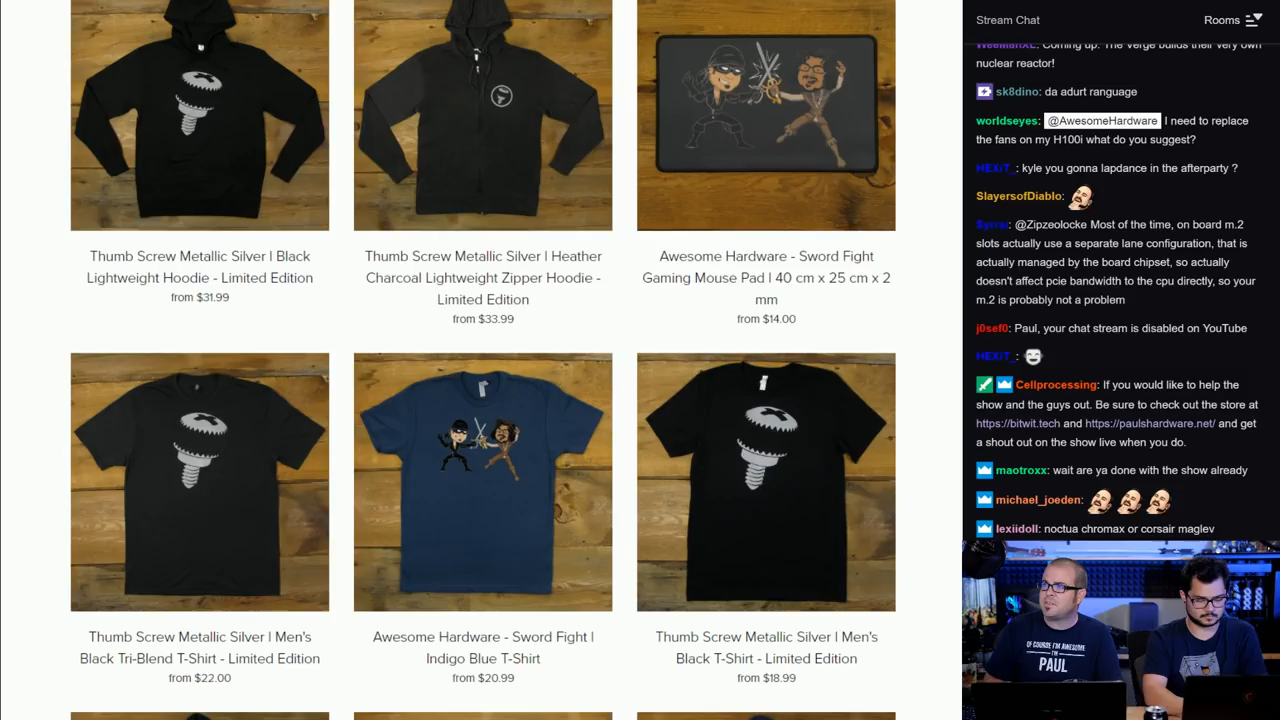 Thumb Screw Metallic Silver | Black
Lightweight Hoodie - Limited Edition
from $31.99
Thumb Screw Metallic Silver | Heather
Charcoal Lightweight Zipper Hoodie -
Limited Edition
from $33.99
Awesome Hardware - Sword Fight
Gaming Mouse Pad | 40 cm x 25 cm x 2
mm
from $14.00
Thumb Screw Metallic Silver | Men's
Black Tri-Blend T-Shirt - Limited Edition
from $22.00
Awesome Hardware - Sword Fight |
Indigo Blue T-Shirt
from $20.99
Thumb Screw Metallic Silver | Men's
Black T-Shirt - Limited Edition
from $18.99
Stream Chat
Rooms
WeeManXL: Coming up: The Verge builds their very own
nuclear reactor!
sk8dino: da adurt ranguage
worldseyes: @AwesomeHardware I need to replace
the fans on my H100i what do you suggest?
HEXiT_: kyle you gonna lapdance in the afterparty ?
SlayersofDiablo:
@Zipzeolocke Most of the time, on board m.2
slots actually use a separate lane configuration, that is
actually managed by the board chipset, so actually
doesn't affect pcie bandwidth to the cpu directly, so your
m.2 is probably not a problem
j0sef0: Paul, your chat stream is disabled on YouTube
HEXiT_:
Cellprocessing: If you would like to help the
show and the guys out. Be sure to check out the store at
https://bitwit.tech and https://paulshardware.net/ and get
a shout out on the show live when you do.
maotroxx: wait are ya done with the show already
michael_joeden:
lexiidoll: noctua chromax or corsair maglev
OF COURSE I'M AWESOME
I'M
PAUL